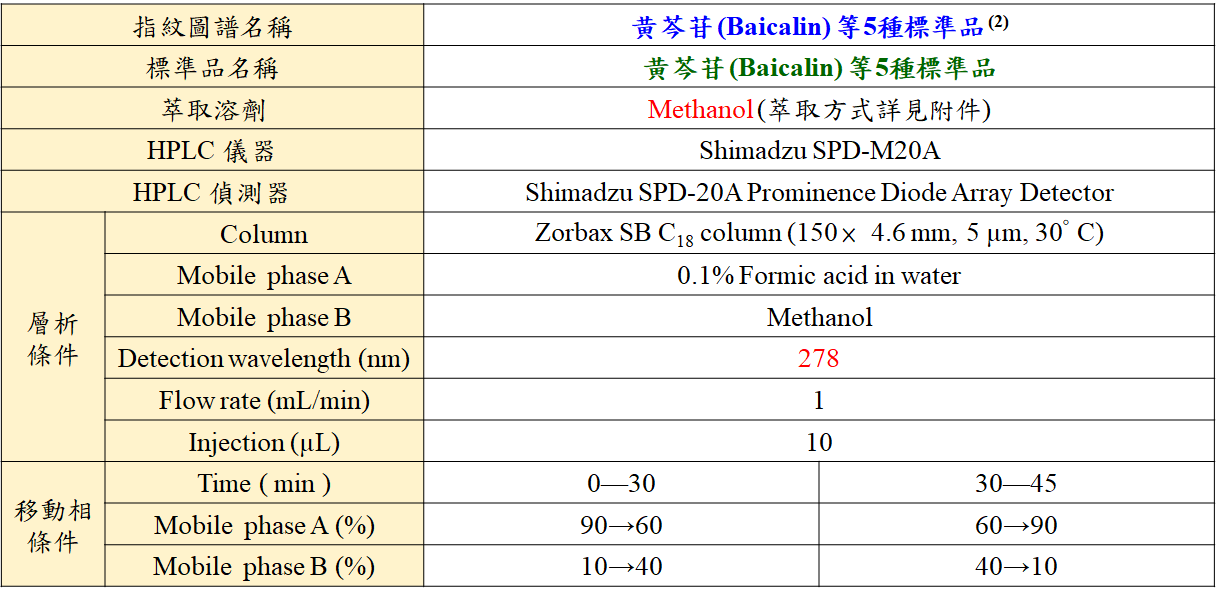 指紋圖譜名稱 黃芩苷(Baicalin)等5種標準品(2)
標準品名稱 黃芩苷(Baicalin)等5種標準品
萃取溶劑 Methanol(萃取方式詳見附件)
HPLC 儀器 Shimadzu SPD-M20A
HPLC 偵測器 Shimadzu SPD-20A Prominence Diode Array Detector
層析
條件
Column Zorbax SB C18 column (150× 4.6 mm, 5 μm, 30° C)
Mobile phase A 0.1% Formic acid in water
Mobile phase B Methanol
Detection wavelength (nm) 278
Flow rate (mL/min) 1
Injection (μL) 10
移動相
條件
Time ( min ) 0—30 30—45
Mobile phase A (%) 90→60 60→90
Mobile phase B (%) 10→40 40→10